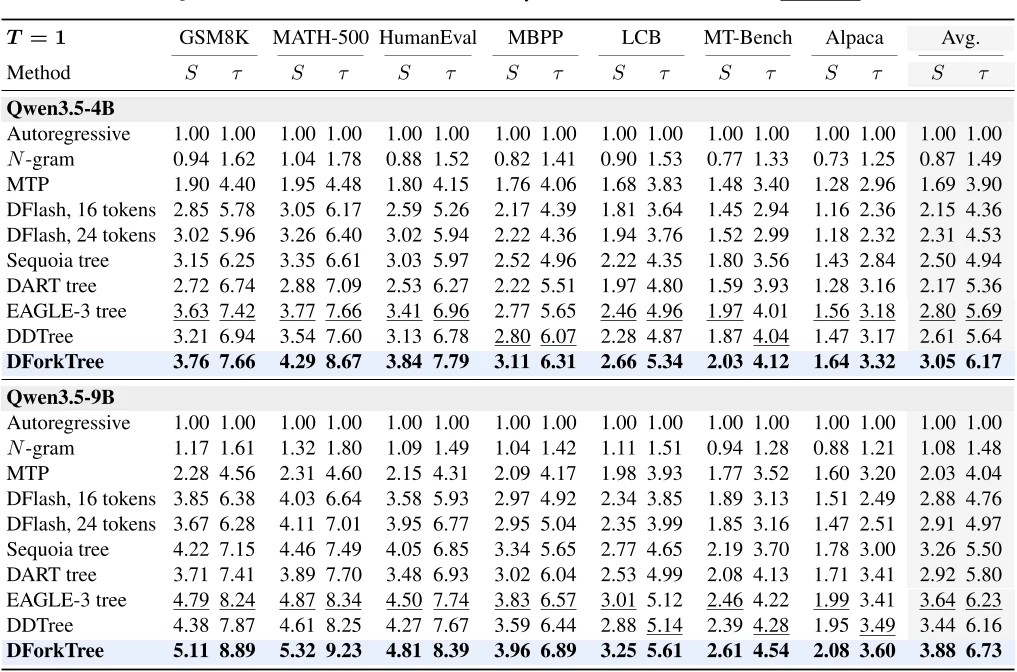 T = 1 GSM8K MATH-500 HumanEval MBPP LCB MT-Bench Alpaca Avg.
Method S τ S τ S τ S τ S τ S τ S τ S τ
Qwen3.5-4B
Autoregressive 1.00 1.00 1.00 1.00 1.00 1.00 1.00 1.00 1.00 1.00 1.00 1.00 1.00 1.00 1.00 1.00
N-gram 0.94 1.62 1.04 1.78 0.88 1.52 0.82 1.41 0.90 1.53 0.77 1.33 0.73 1.25 0.87 1.49
MTP 1.90 4.40 1.95 4.48 1.80 4.15 1.76 4.06 1.68 3.83 1.48 3.40 1.28 2.96 1.69 3.90
DFlash, 16 tokens 2.85 5.78 3.05 6.17 2.59 5.26 2.17 4.39 1.81 3.64 1.45 2.94 1.16 2.36 2.15 4.36
DFlash, 24 tokens 3.02 5.96 3.26 6.40 3.02 5.94 2.22 4.36 1.94 3.76 1.52 2.99 1.18 2.32 2.31 4.53
Sequoia tree 3.15 6.25 3.35 6.61 3.03 5.97 2.52 4.96 2.22 4.35 1.80 3.56 1.43 2.84 2.50 4.94
DART tree 2.72 6.74 2.88 7.09 2.53 6.27 2.22 5.51 1.97 4.80 1.59 3.93 1.28 3.16 2.17 5.36
EAGLE-3 tree 3.63 7.42 3.77 7.66 3.41 6.96 2.77 5.65 2.46 4.96 1.97 4.01 1.56 3.18 2.80 5.69
DDTree 3.21 6.94 3.54 7.60 3.13 6.78 2.80 6.07 2.28 4.87 1.87 4.04 1.47 3.17 2.61 5.64
DForkTree 3.76 7.66 4.29 8.67 3.84 7.79 3.11 6.31 2.66 5.34 2.03 4.12 1.64 3.32 3.05 6.17
Qwen3.5-9B
Autoregressive 1.00 1.00 1.00 1.00 1.00 1.00 1.00 1.00 1.00 1.00 1.00 1.00 1.00 1.00 1.00 1.00
N-gram 1.17 1.61 1.32 1.80 1.09 1.49 1.04 1.42 1.11 1.51 0.94 1.28 0.88 1.21 1.08 1.48
MTP 2.28 4.56 2.31 4.60 2.15 4.31 2.09 4.17 1.98 3.93 1.77 3.52 1.60 3.20 2.03 4.04
DFlash, 16 tokens 3.85 6.38 4.03 6.64 3.58 5.93 2.97 4.92 2.34 3.85 1.89 3.13 1.51 2.49 2.88 4.76
DFlash, 24 tokens 3.67 6.28 4.11 7.01 3.95 6.77 2.95 5.04 2.35 3.99 1.85 3.16 1.47 2.51 2.91 4.97
Sequoia tree 4.22 7.15 4.46 7.49 4.05 6.85 3.34 5.65 2.77 4.65 2.19 3.70 1.78 3.00 3.26 5.50
DART tree 3.71 7.41 3.89 7.70 3.48 6.93 3.02 6.04 2.53 4.99 2.08 4.13 1.71 3.41 2.92 5.80
EAGLE-3 tree 4.79 8.24 4.87 8.34 4.50 7.74 3.83 6.57 3.01 5.12 2.46 4.22 1.99 3.41 3.64 6.23
DDTree 4.38 7.87 4.61 8.25 4.27 7.67 3.59 6.44 2.88 5.14 2.39 4.28 1.95 3.49 3.44 6.16
DForkTree 5.11 8.89 5.32 9.23 4.81 8.39 3.96 6.89 3.25 5.61 2.61 4.54 2.08 3.60 3.88 6.73